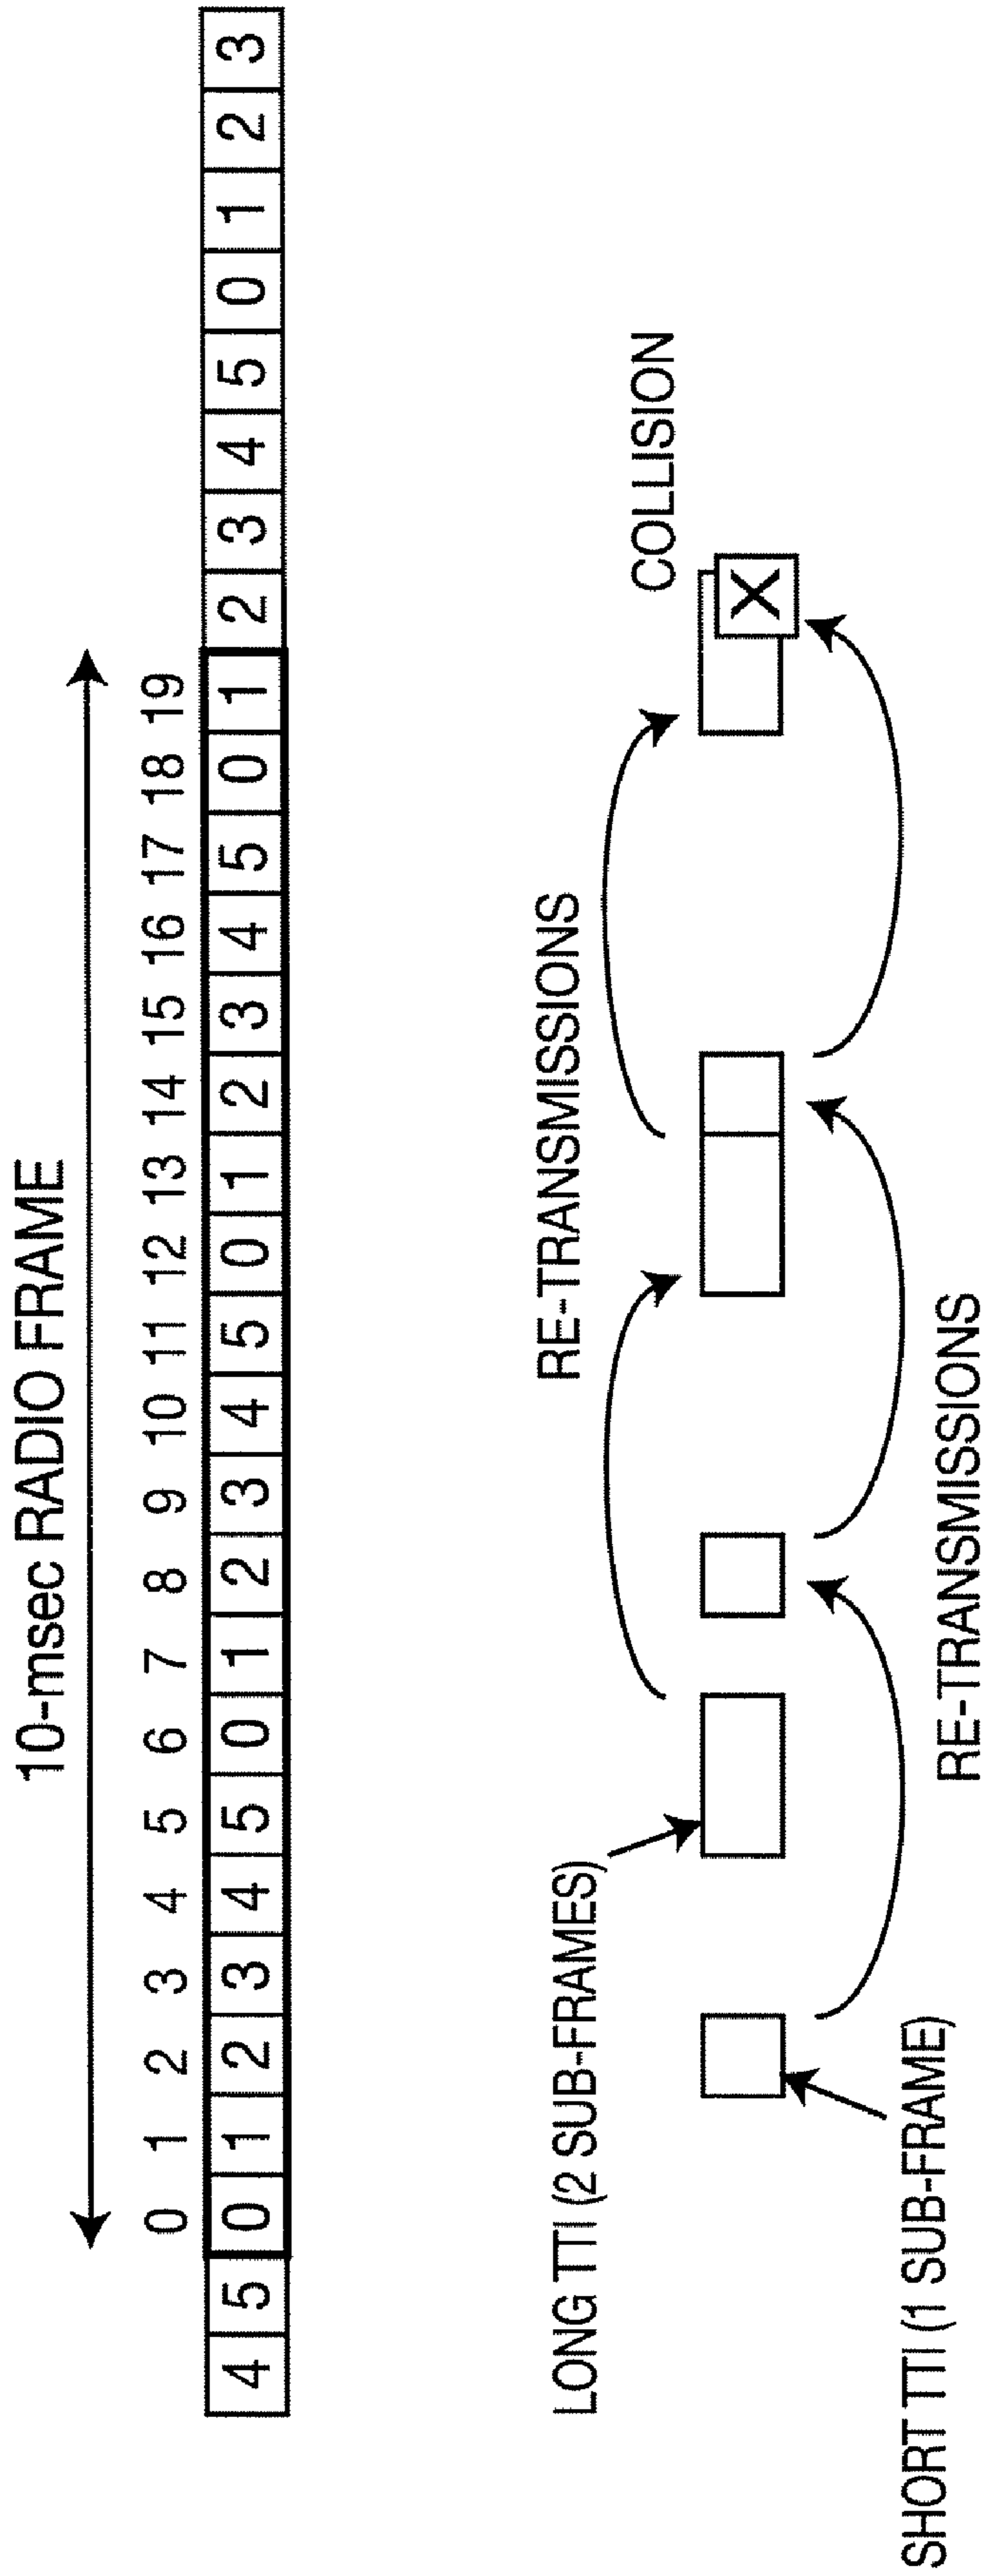 10-msec RADIO FRAME
0 1 2 3 4 5 6 7 8 9 10 11 12 13 14 15 16 17 18 19
4 5 0 1 2 3 4 5 0 1 2 3 4 5 0 1 2 3 4 5 0 1 2 3 4 5 0 1 2 3
RE-TRANSMISSIONS
LONG TTI (2 SUB-FRAMES)
COLLISION
X
SHORT TTI (1 SUB-FRAME)
RE-TRANSMISSIONS